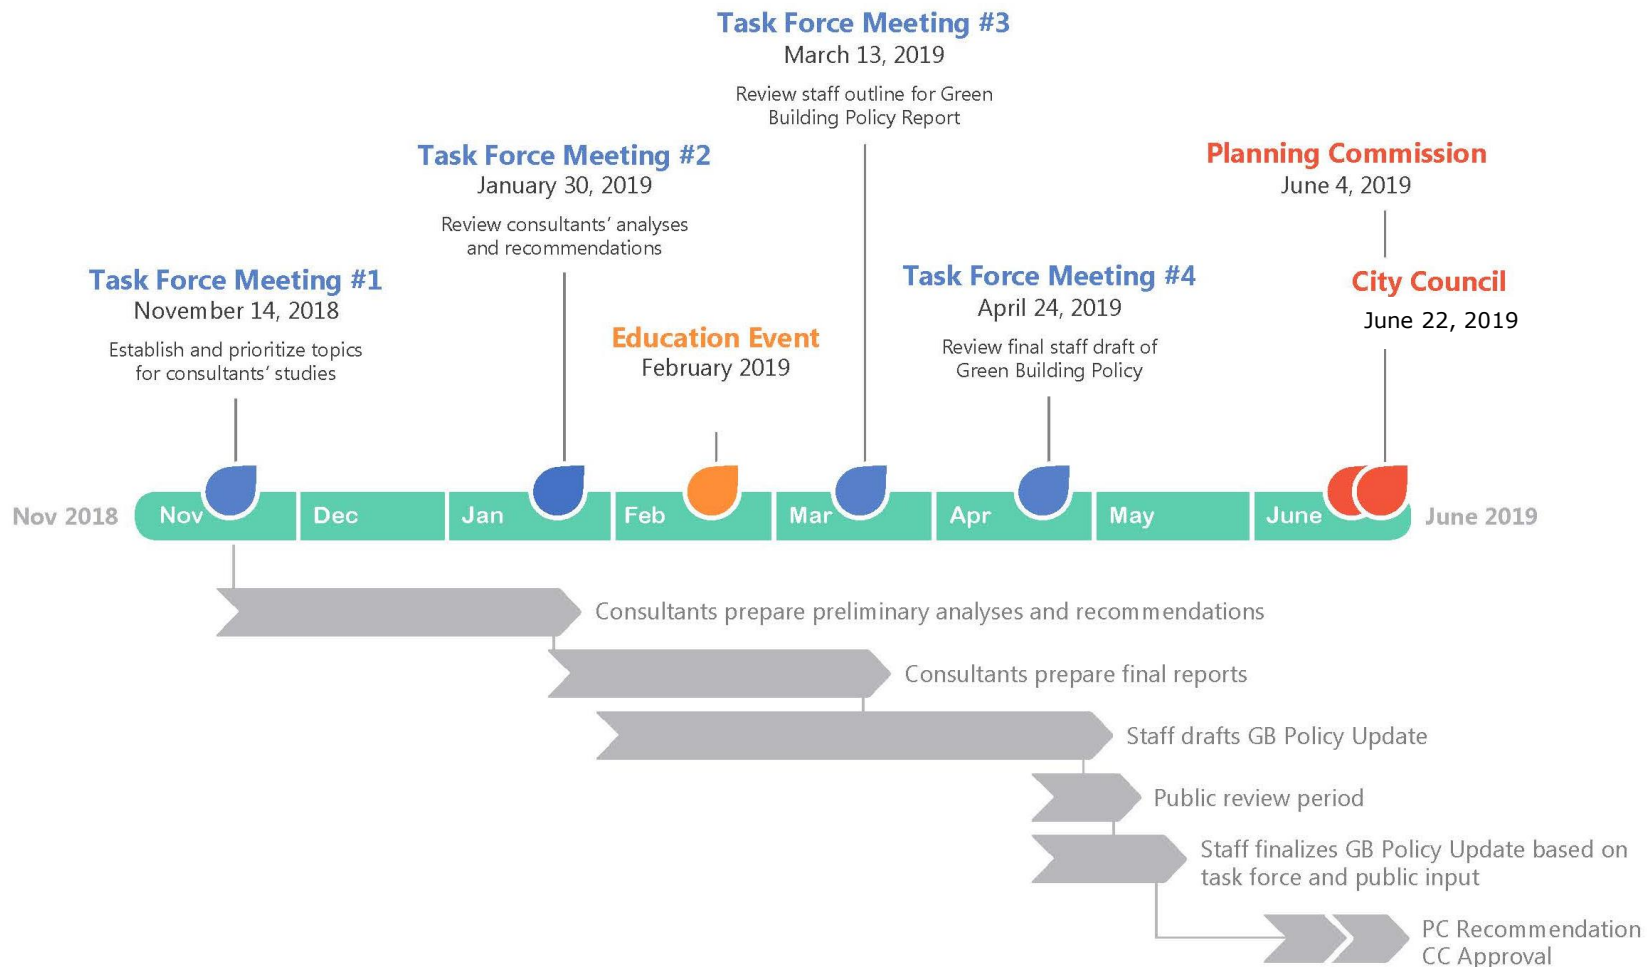 Task Force Meeting #3
March 13, 2019
Review staff outline for Green
Building Policy Report
Task Force Meeting #2
January 30, 2019
Review consultants’ analyses
and recommendations
Planning Commission
June 4, 2019
Task Force Meeting #1
November 14, 2018
Establish and prioritize topics
for consultants’ studies
Education Event
February 2019
Task Force Meeting #4
April 24, 2019
Review final staff draft of
Green Building Policy
City Council
June 22, 2019
Nov 2018
Nov
Dec
Jan
Feb
Mar
Apr
May
June
June 2019
Consultants prepare preliminary analyses and recommendations
Consultants prepare final reports
Staff drafts GB Policy Update
Public review period
Staff finalizes GB Policy Update based on
task force and public input
PC Recommendation
CC Approval